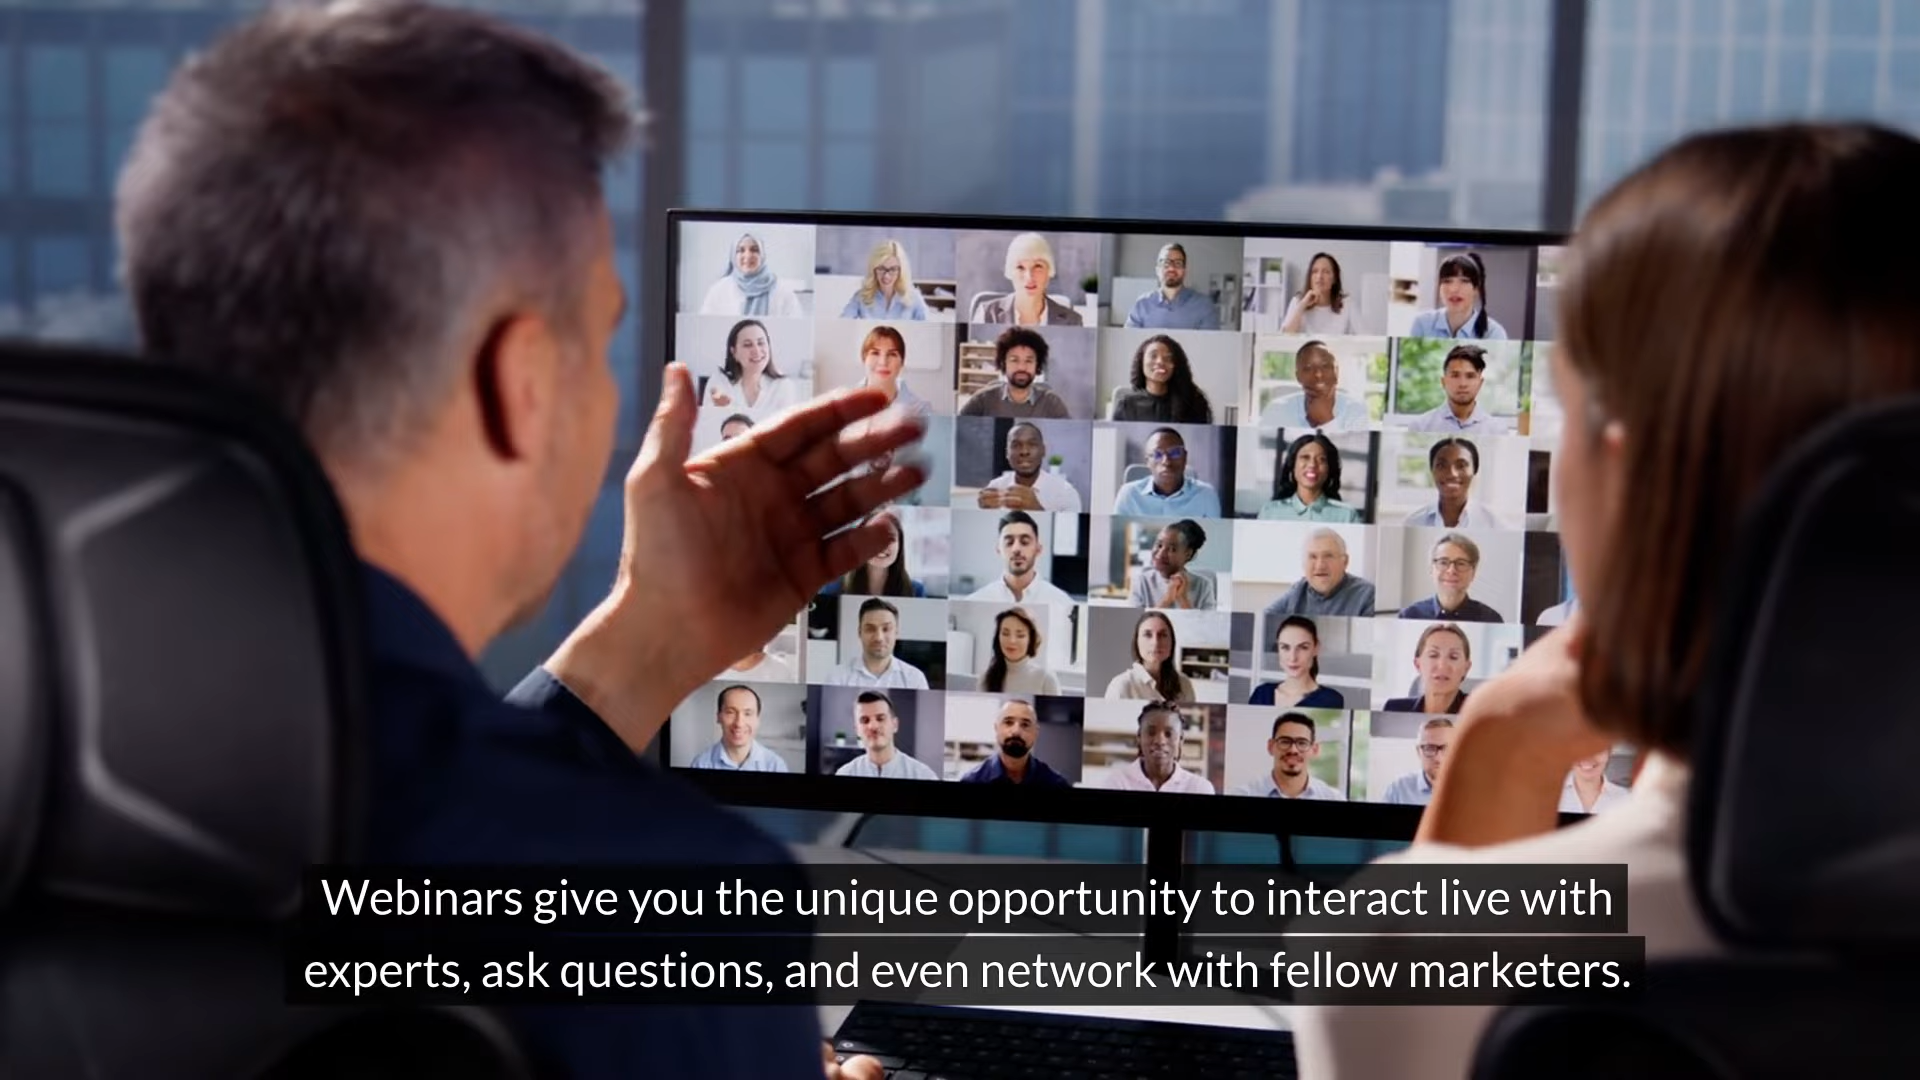 Webinars give you the unique opportunity to interact live with
experts, ask questions, and even network with fellow marketers.